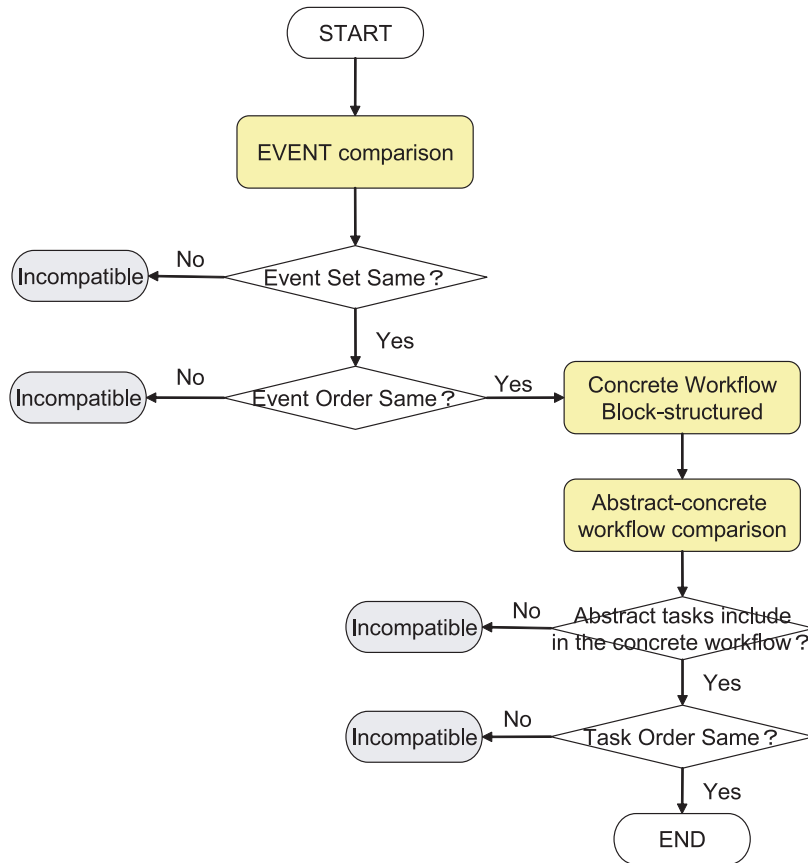 START
EVENT comparison
No
Incompatible
Event Set Same？
Yes
No
Incompatible
Event Order Same？
Yes
Concrete Workflow
Block-structured
Abstract-concrete
workflow comparison
No
Incompatible
Abstract tasks include
in the concrete workflow？
Yes
No
Incompatible
Task Order Same？
Yes
END